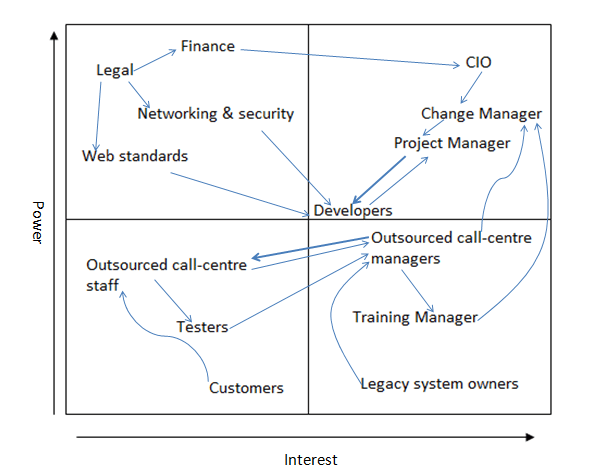 Finance
Legal
CIO
Networking & security
Change Manager
Project Manager
Web standards
Developers
Power
Outsourced call-centre
managers
Outsourced call-centre
staff
Testers
Training Manager
Customers
Legacy system owners
Interest